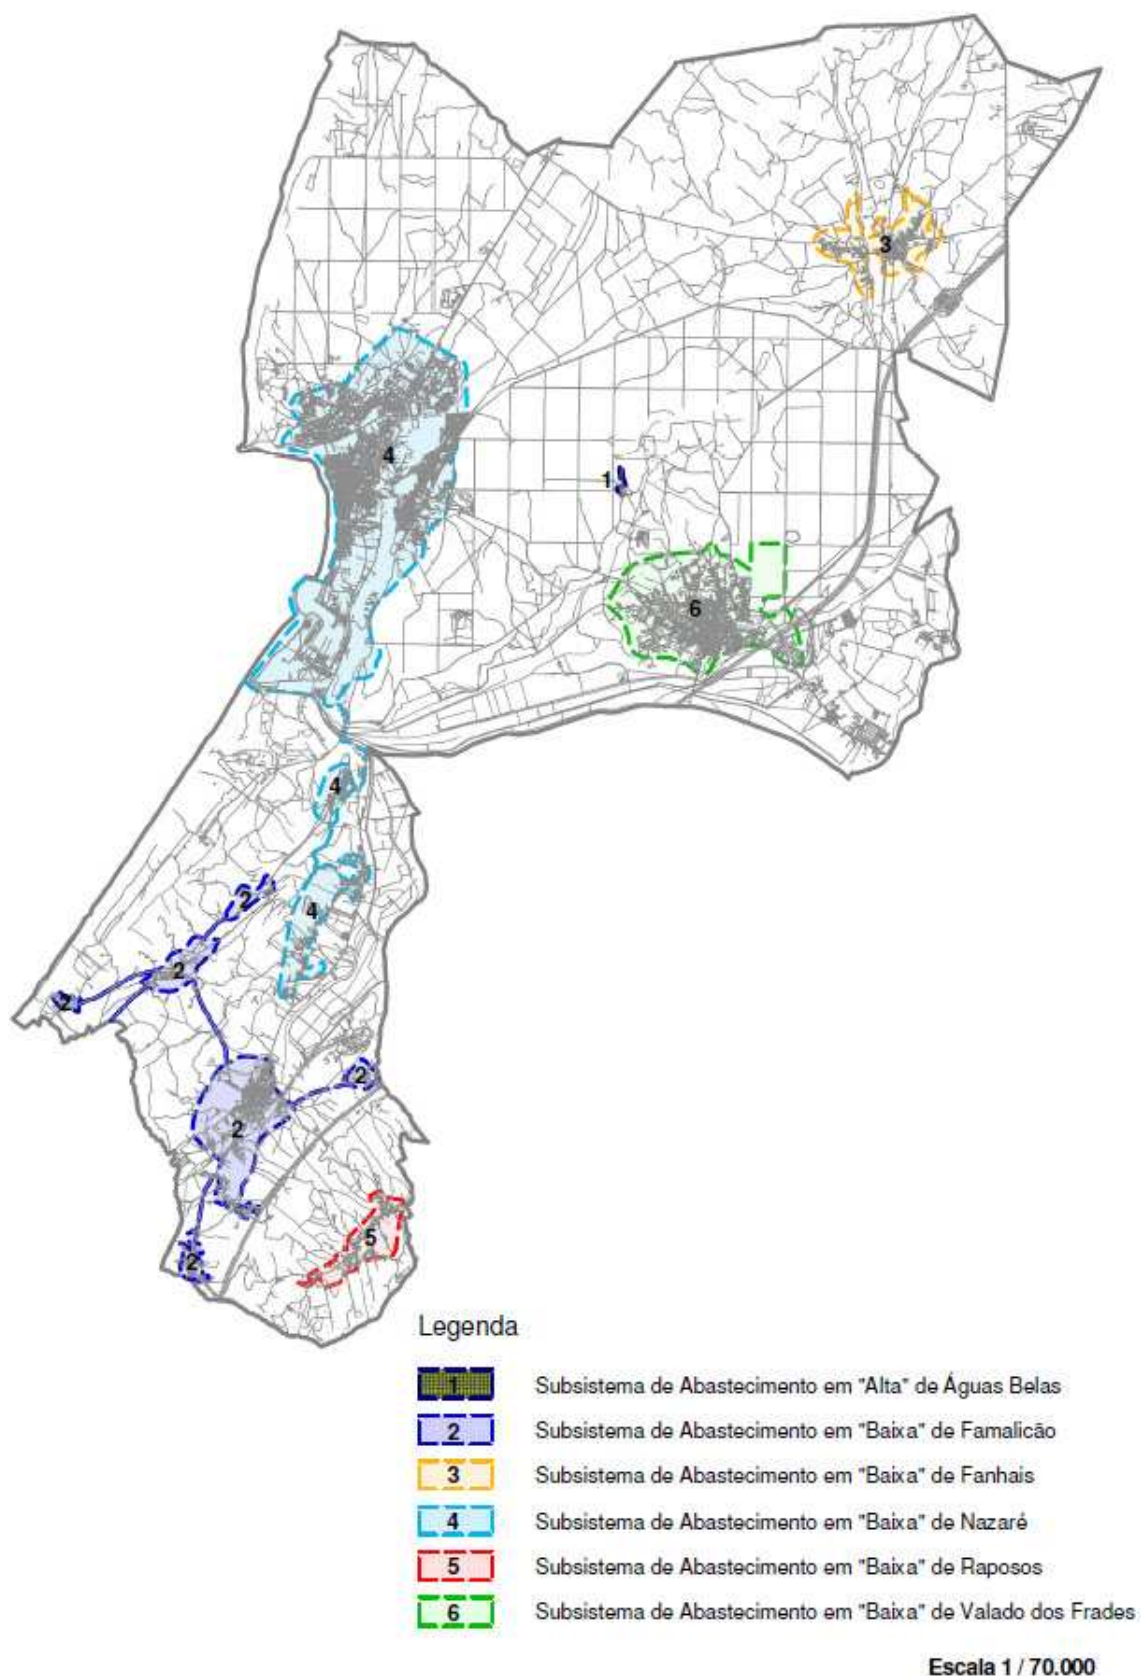 3
4
1
6
4
2
4
2
2
2
2
5
2
Legenda
1 Subsistema de Abastecimento em "Alta" de Águas Belas
2 Subsistema de Abastecimento em "Baixa" de Famalicão
3 Subsistema de Abastecimento em "Baixa" de Fanhais
4 Subsistema de Abastecimento em "Baixa" de Nazaré
5 Subsistema de Abastecimento em "Baixa" de Raposos
6 Subsistema de Abastecimento em "Baixa" de Valado dos Frades
Escala 1 / 70.000